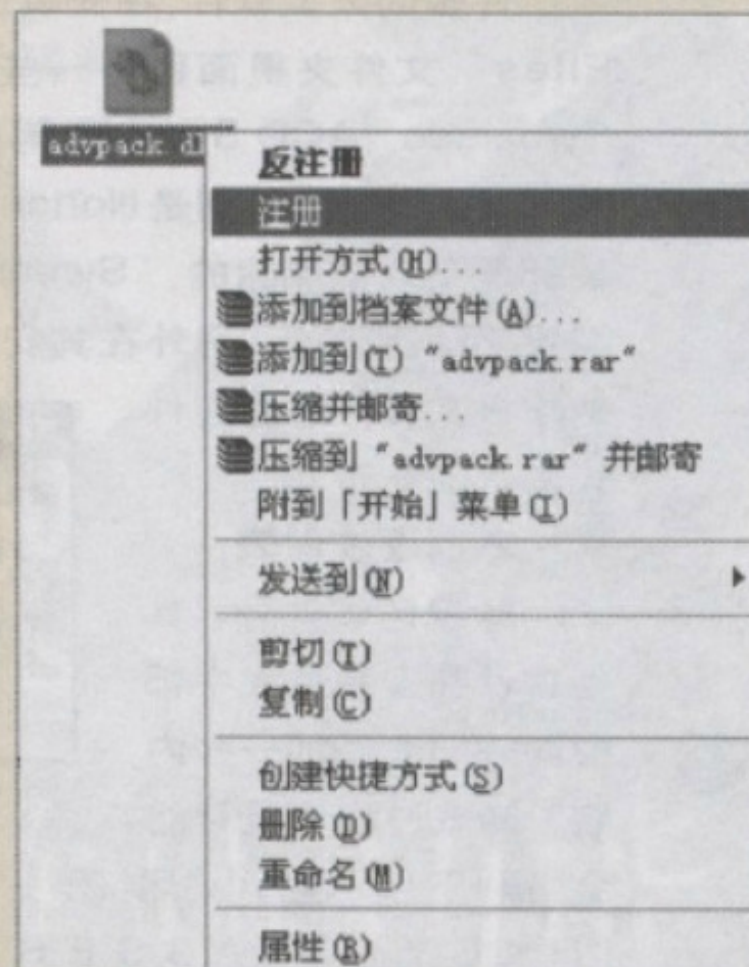 advpack.dl
反注册
注册
打开方式(H)...
添加到档案文件(A)...
添加到(T) "advpack.rar"
压缩并邮寄...
压缩到 "advpack.rar" 并邮寄
附到「开始」菜单(I)
发送到(N)
剪切(T)
复制(C)
创建快捷方式(S)
删除(D)
重命名(M)
属性(R)